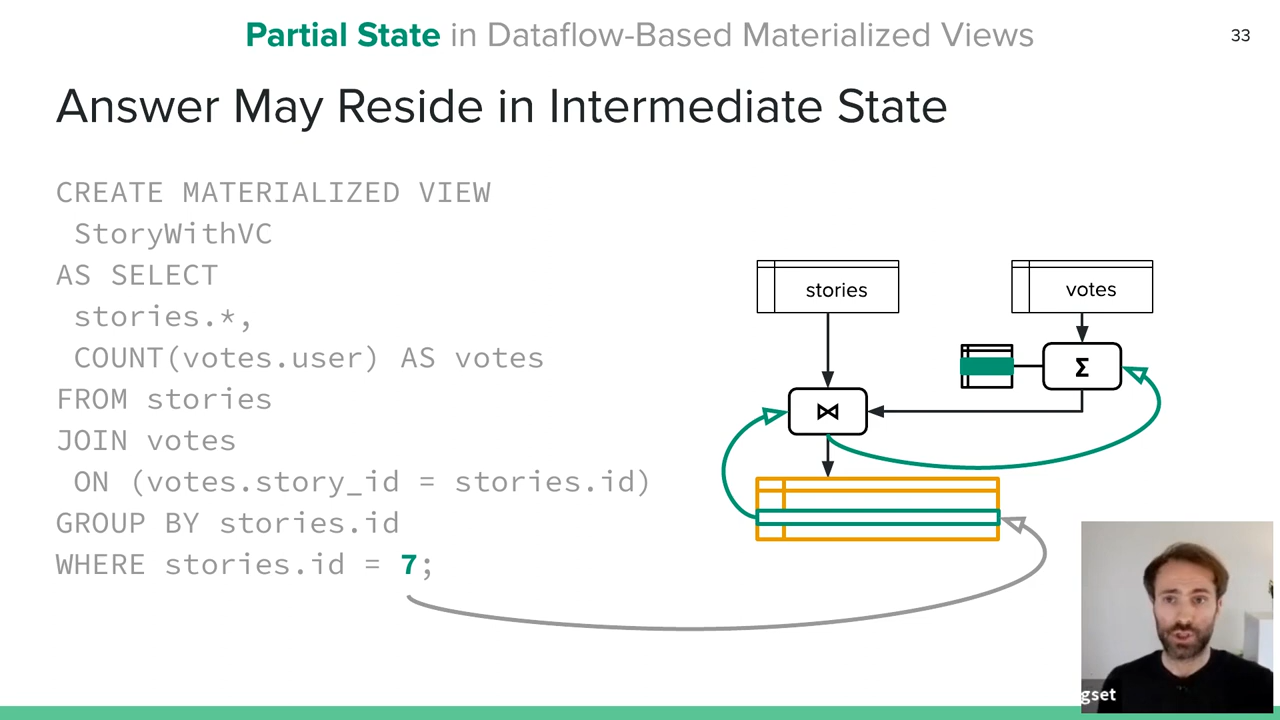 Partial State in Dataflow-Based Materialized Views
33
Answer May Reside in Intermediate State
CREATE MATERIALIZED VIEW
StoryWithVC
AS SELECT
stories.*,
COUNT(votes.user) AS votes
FROM stories
JOIN votes
ON (votes.story_id = stories.id)
GROUP BY stories.id
WHERE stories.id = 7;
stories
votes
Σ
⋈
gset